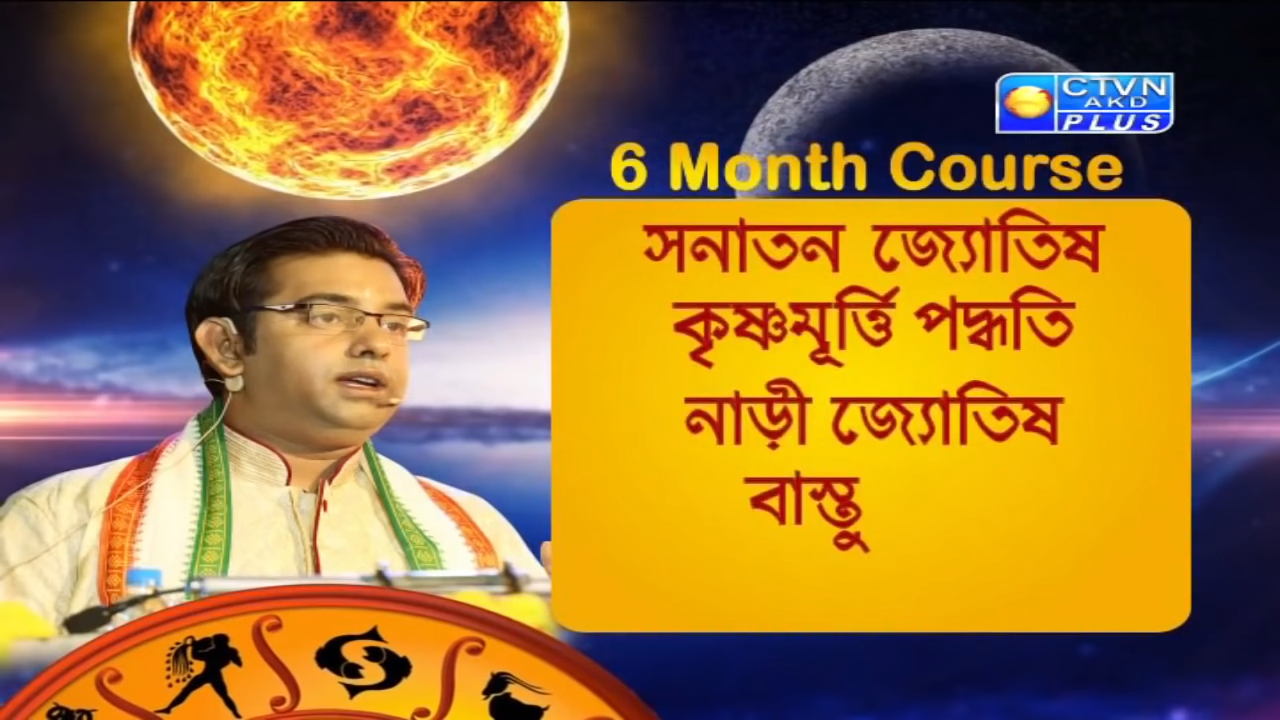 CTVN
AKD
PLUS
6 Month Course
সনাতন জ্যোতিষ
কৃষ্ণমূর্ত্তি পদ্ধতি
নাড়ী জ্যোতিষ
বাস্তু